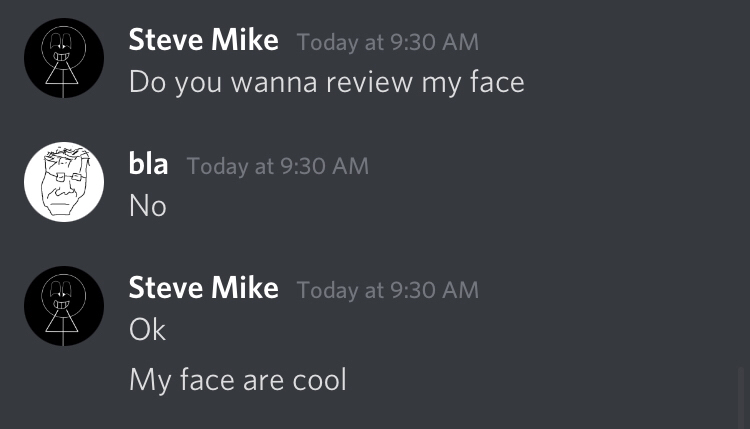 Steve Mike Today at 9:30 AM
Do you wanna review my face
bla Today at 9:30 AM
No
Steve Mike Today at 9:30 AM
Ok
My face are cool